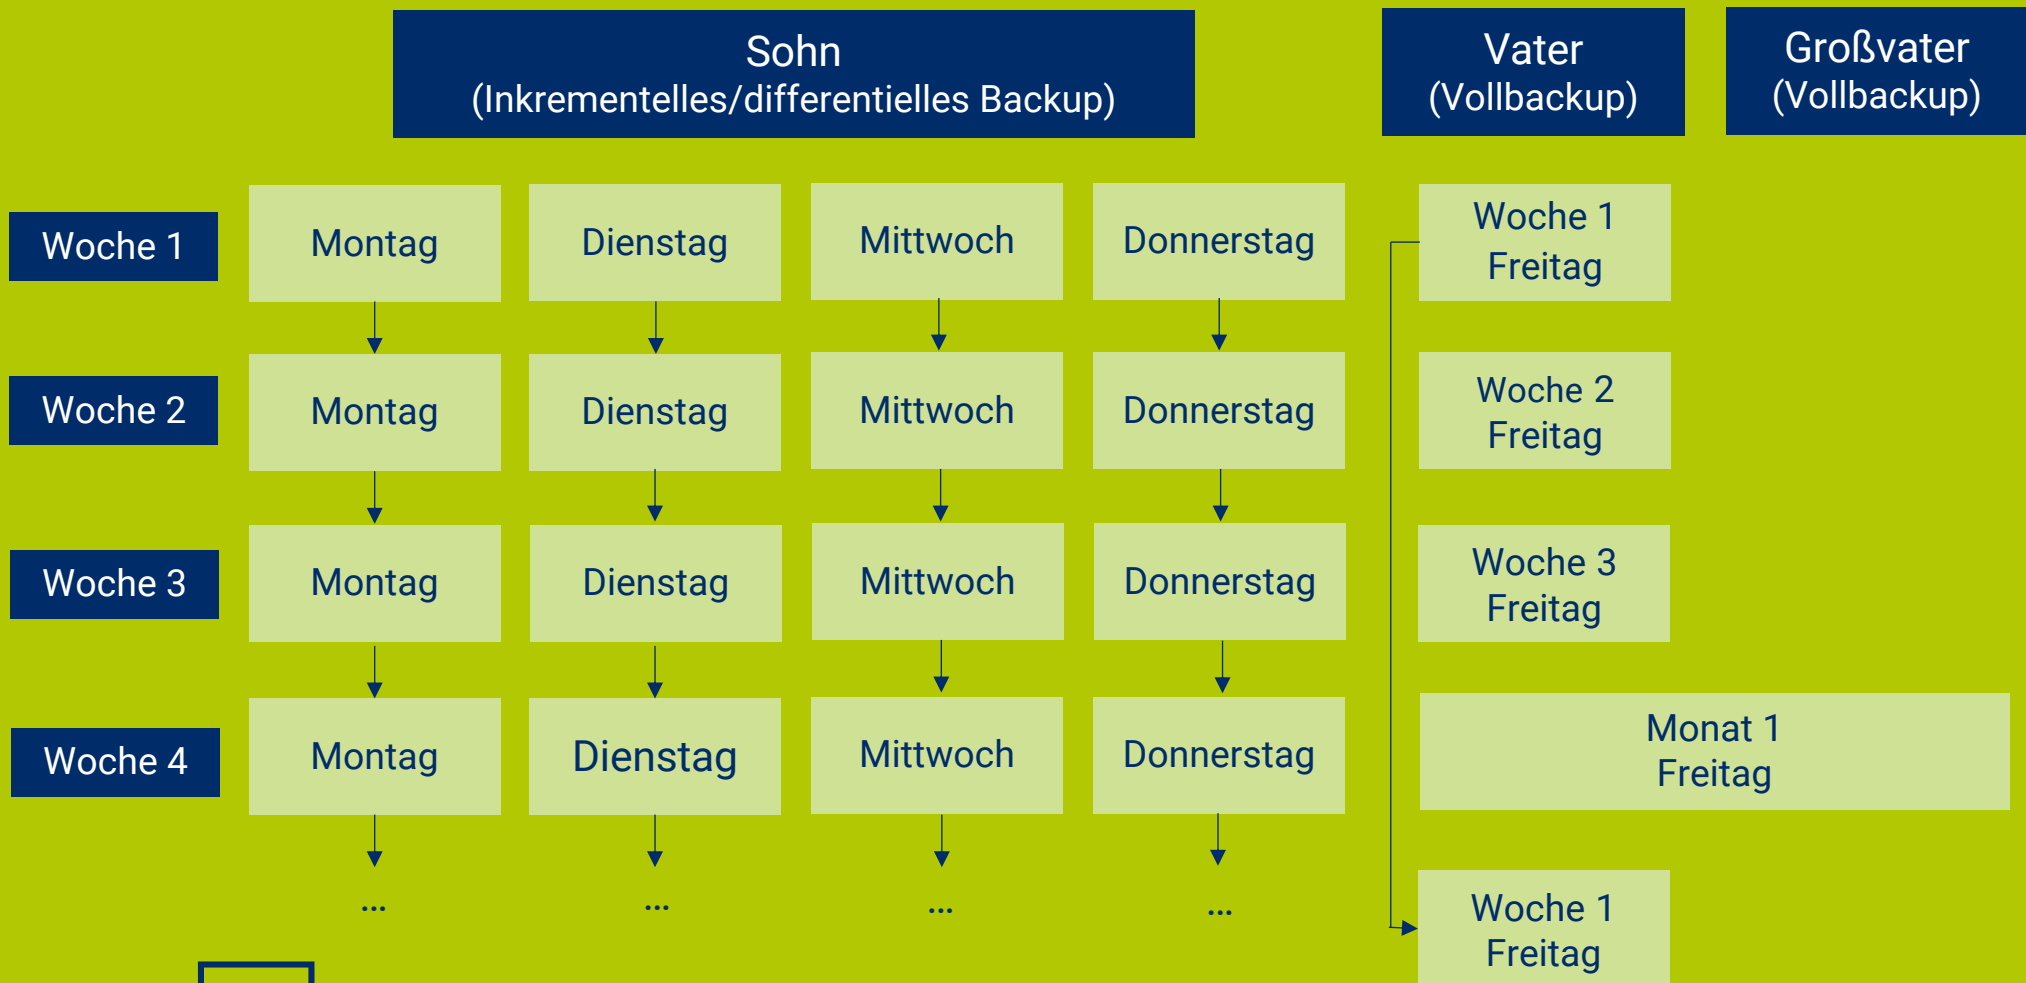 Sohn
(Inkrementelles/differentielles Backup)
Vater
(Vollbackup)
Großvater
(Vollbackup)
Woche 1
Montag
Dienstag
Mittwoch
Donnerstag
Woche 1
Freitag
Woche 2
Montag
Dienstag
Mittwoch
Donnerstag
Woche 2
Freitag
Woche 3
Montag
Dienstag
Mittwoch
Donnerstag
Woche 3
Freitag
Woche 4
Montag
Dienstag
Mittwoch
Donnerstag
Monat 1
Freitag
...
...
...
...
Woche 1
Freitag